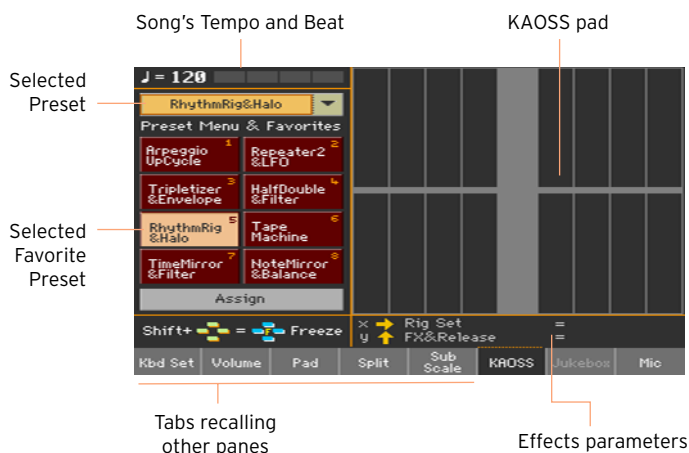 Song's Tempo and Beat
KAOSS pad
♩ = 120
Selected
Preset
RhythmRig&Halo
Preset Menu & Favorites
Arpeggio
UpCycle
1
Repeater2
&LFO
2
Tripletizer
&Envelope
3
HalfDouble
&Filter
4
Selected
Favorite
Preset
RhythmRig
&Halo
5
Tape
Machine
6
TimeMirror
&Filter
7
NoteMirror
&Balance
8
Assign
Shift+ = F Freeze
x Rig Set =
y FX&Release =
Kbd Set
Volume
Pad
Split
Sub
Scale
KAOSS
Jukebox
Mic
Tabs recalling
other panes
Effects parameters